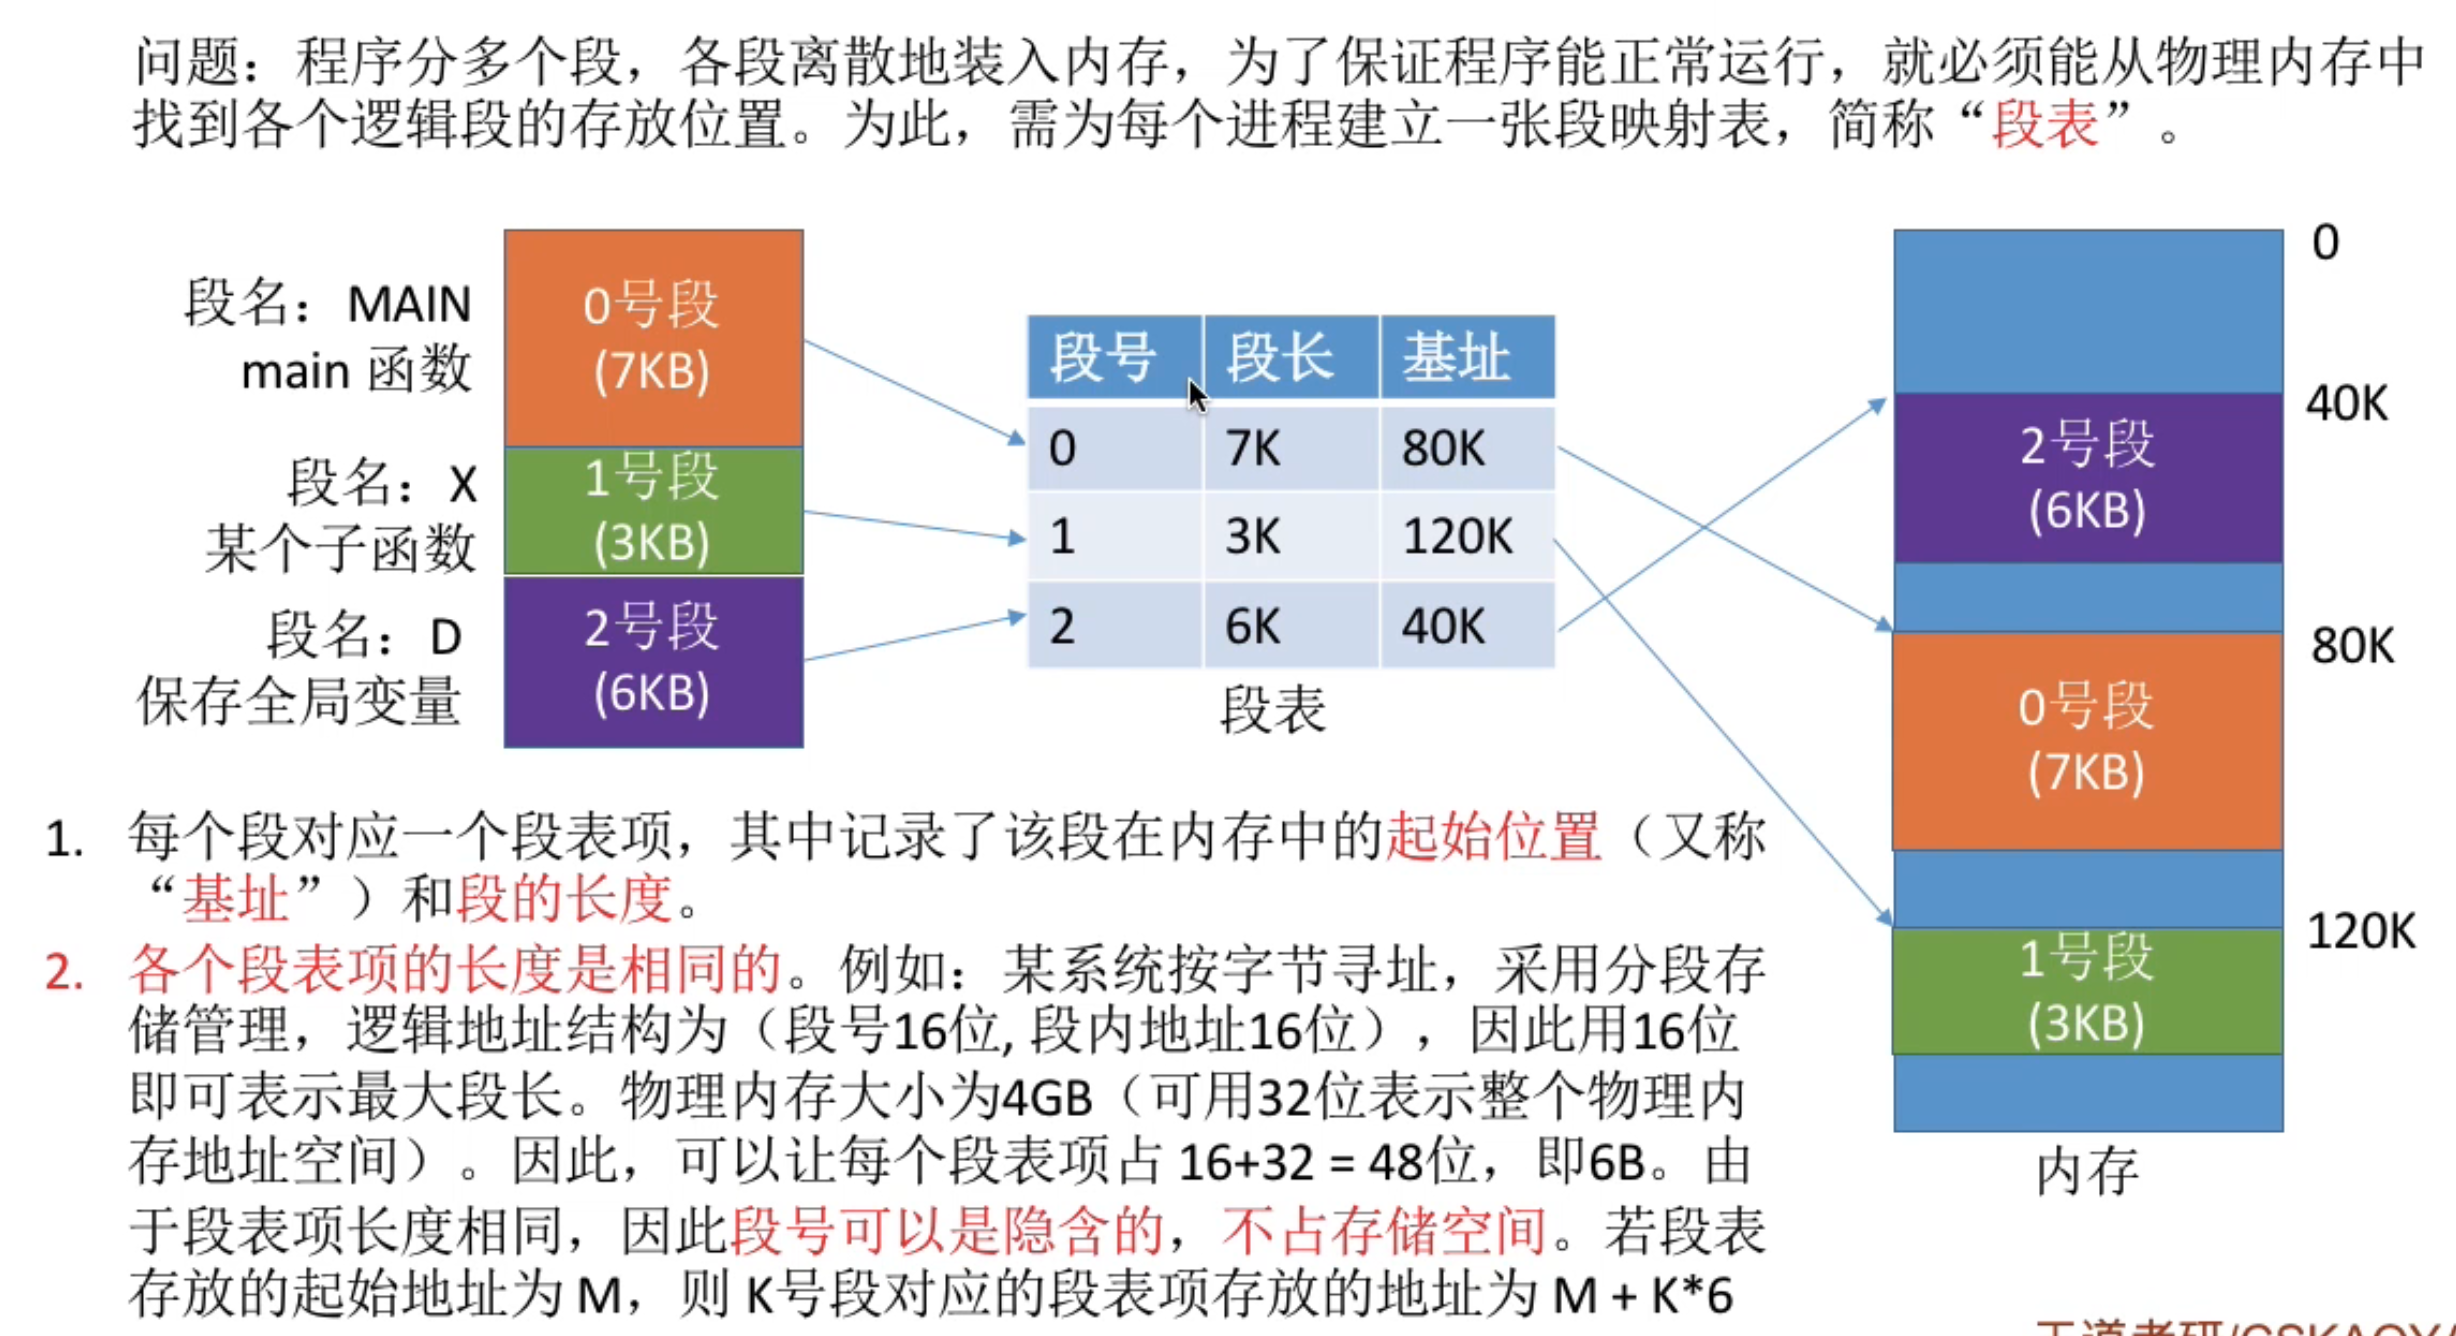 问题：程序分多个段，各段离散地装入内存，为了保证程序能正常运行，就必须能从物理内存中
找到各个逻辑段的存放位置。为此，需为每个进程建立一张段映射表，简称“段表”。
段名：MAIN
main 函数
段名：X
某个子函数
段名：D
保存全局变量
0号段
(7KB)
1号段
(3KB)
2号段
(6KB)
段号 段长 基址
0 7K 80K
1 3K 120K
2 6K 40K
段表
0
40K
2号段
(6KB)
80K
0号段
(7KB)
120K
1号段
(3KB)
内存
1. 每个段对应一个段表项，其中记录了该段在内存中的起始位置（又称
“基址”）和段的长度。
2. 各个段表项的长度是相同的。例如：某系统按字节寻址，采用分段存
储管理，逻辑地址结构为（段号16位, 段内地址16位），因此用16位
即可表示最大段长。物理内存大小为4GB（可用32位表示整个物理内
存地址空间）。因此，可以让每个段表项占 16+32 = 48位，即6B。由
于段表项长度相同，因此段号可以是隐含的，不占存储空间。若段表
存放的起始地址为 M，则 K号段对应的段表项存放的地址为 M + K*6